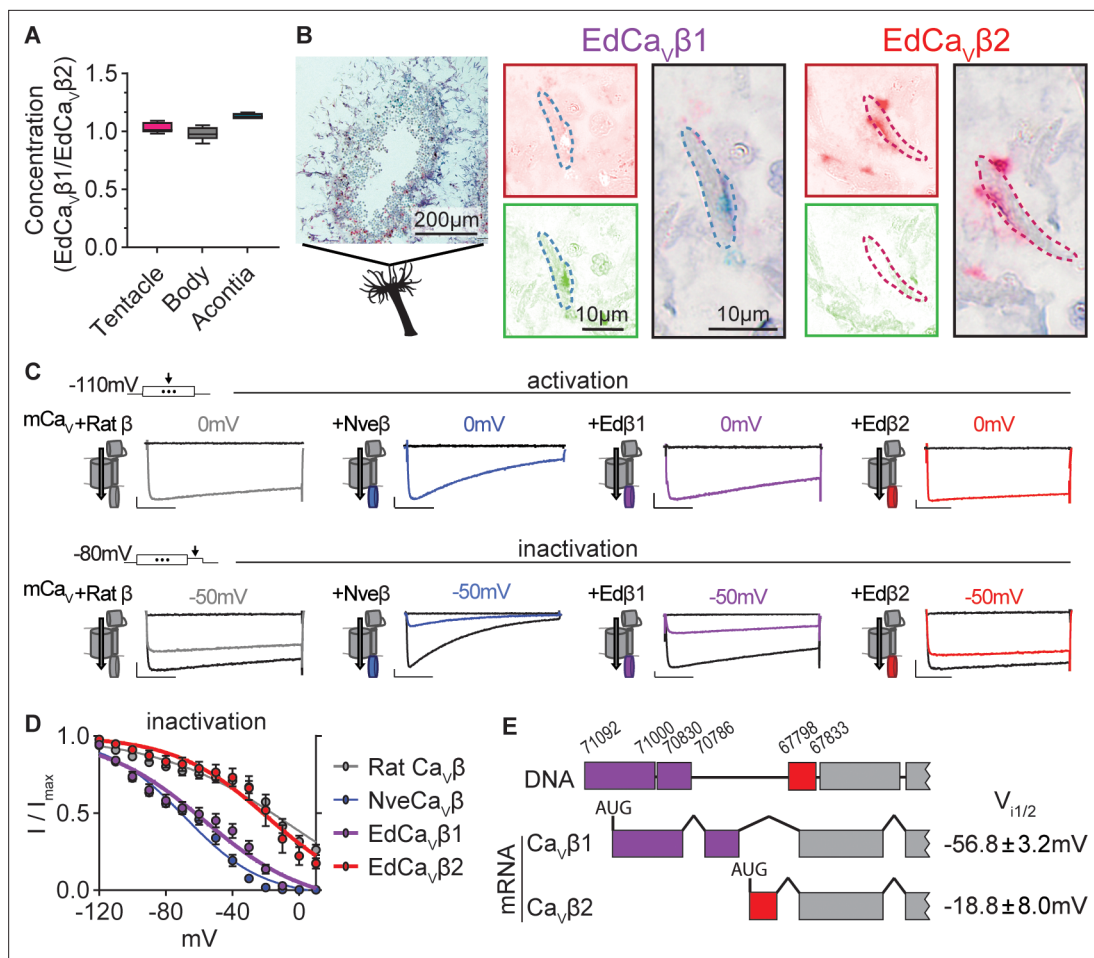 A
1.5
1.0
0.5
0.0
Concentration
(EdCaVβ1/EdCaVβ2)
Tentacle
Body
Acontia
B
200µm
EdCaVβ1
10µm
10µm
EdCaVβ2
C
-110mV
activation
mCaV+Rat β
0mV
+Nveβ
0mV
+Edβ1
0mV
+Edβ2
0mV
-80mV
inactivation
mCaV+Rat β
-50mV
+Nveβ
-50mV
+Edβ1
-50mV
+Edβ2
-50mV
D
inactivation
1.0
0.5
0.0
I / Imax
-120
-80
-40
0
mV
Rat CaVβ
NveCaVβ
EdCaVβ1
EdCaVβ2
E
71092
71000
70830
70786
67798
67833
DNA
Vi1/2
AUG
CaVβ1
-56.8±3.2mV
mRNA
AUG
CaVβ2
-18.8±8.0mV